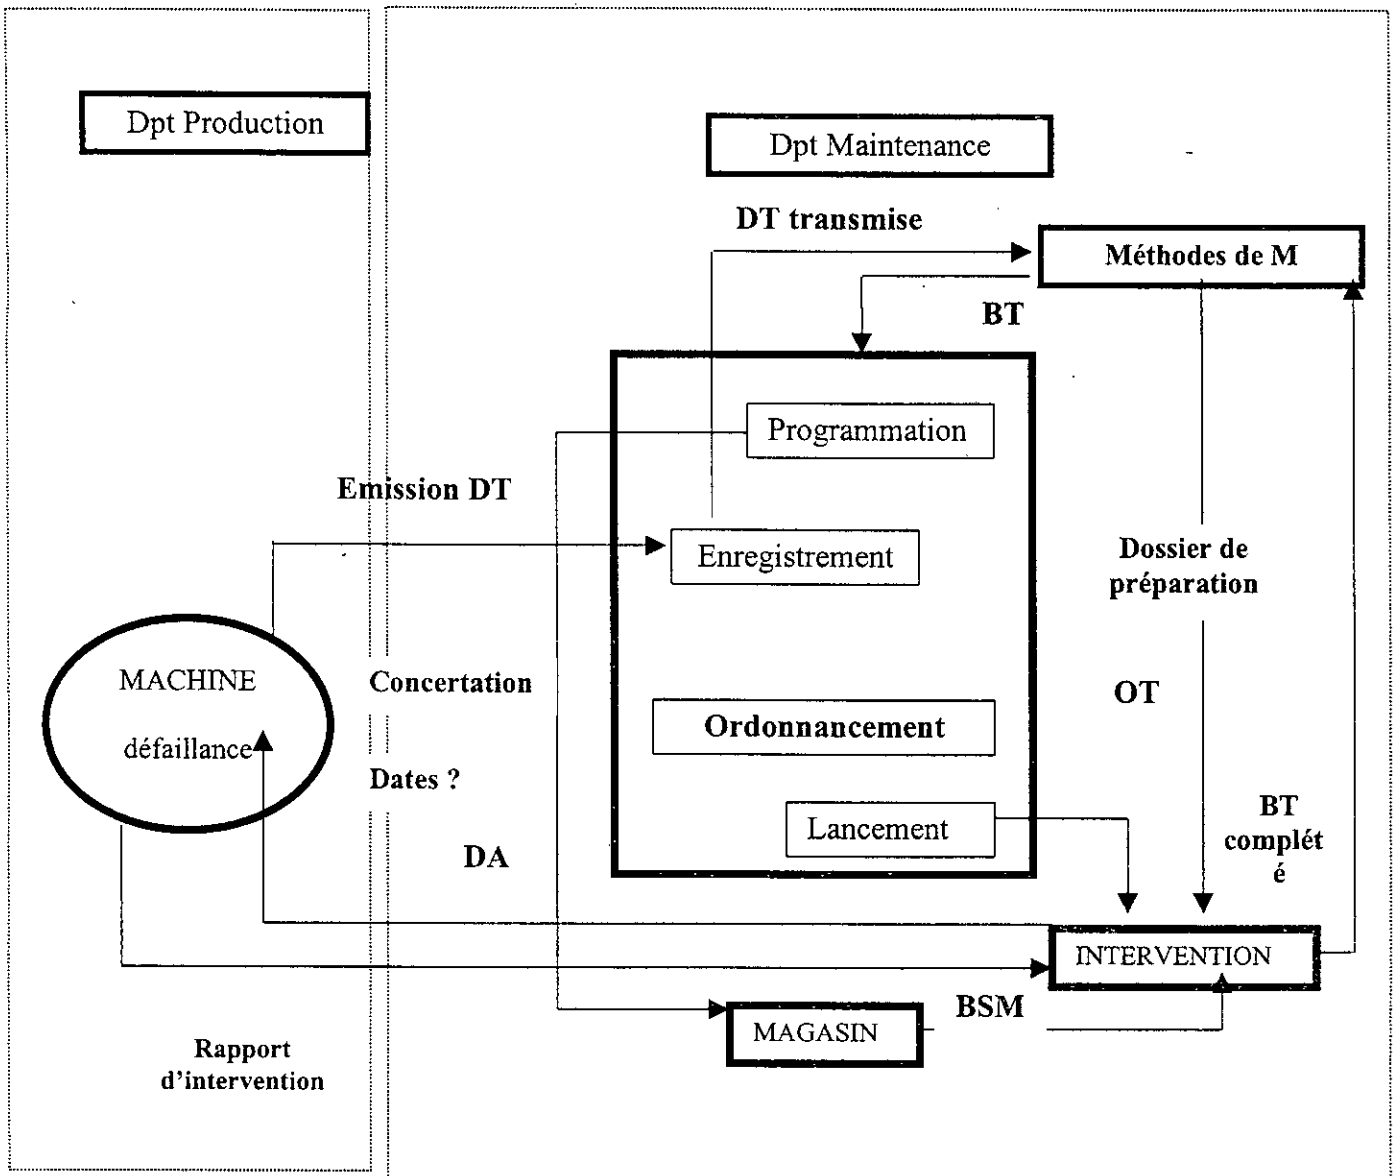 Dpt Production
Dpt Maintenance
DT transmise
Méthodes de M
BT
Programmation
Emission DT
Enregistrement
Dossier de
préparation
MACHINE
défaillance
Concertation
Dates ?
Ordonnancement
OT
Lancement
DA
BT
complét
é
INTERVENTION
BSM
MAGASIN
Rapport
d'intervention